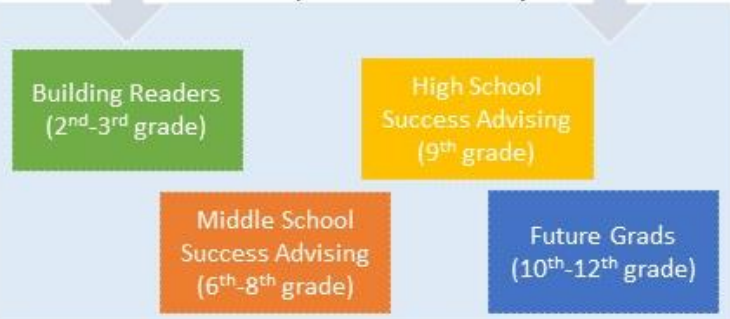 Building Readers
(2nd-3rd grade)
High School
Success Advising
(9th grade)
Middle School
Success Advising
(6th-8th grade)
Future Grads
(10th-12th grade)